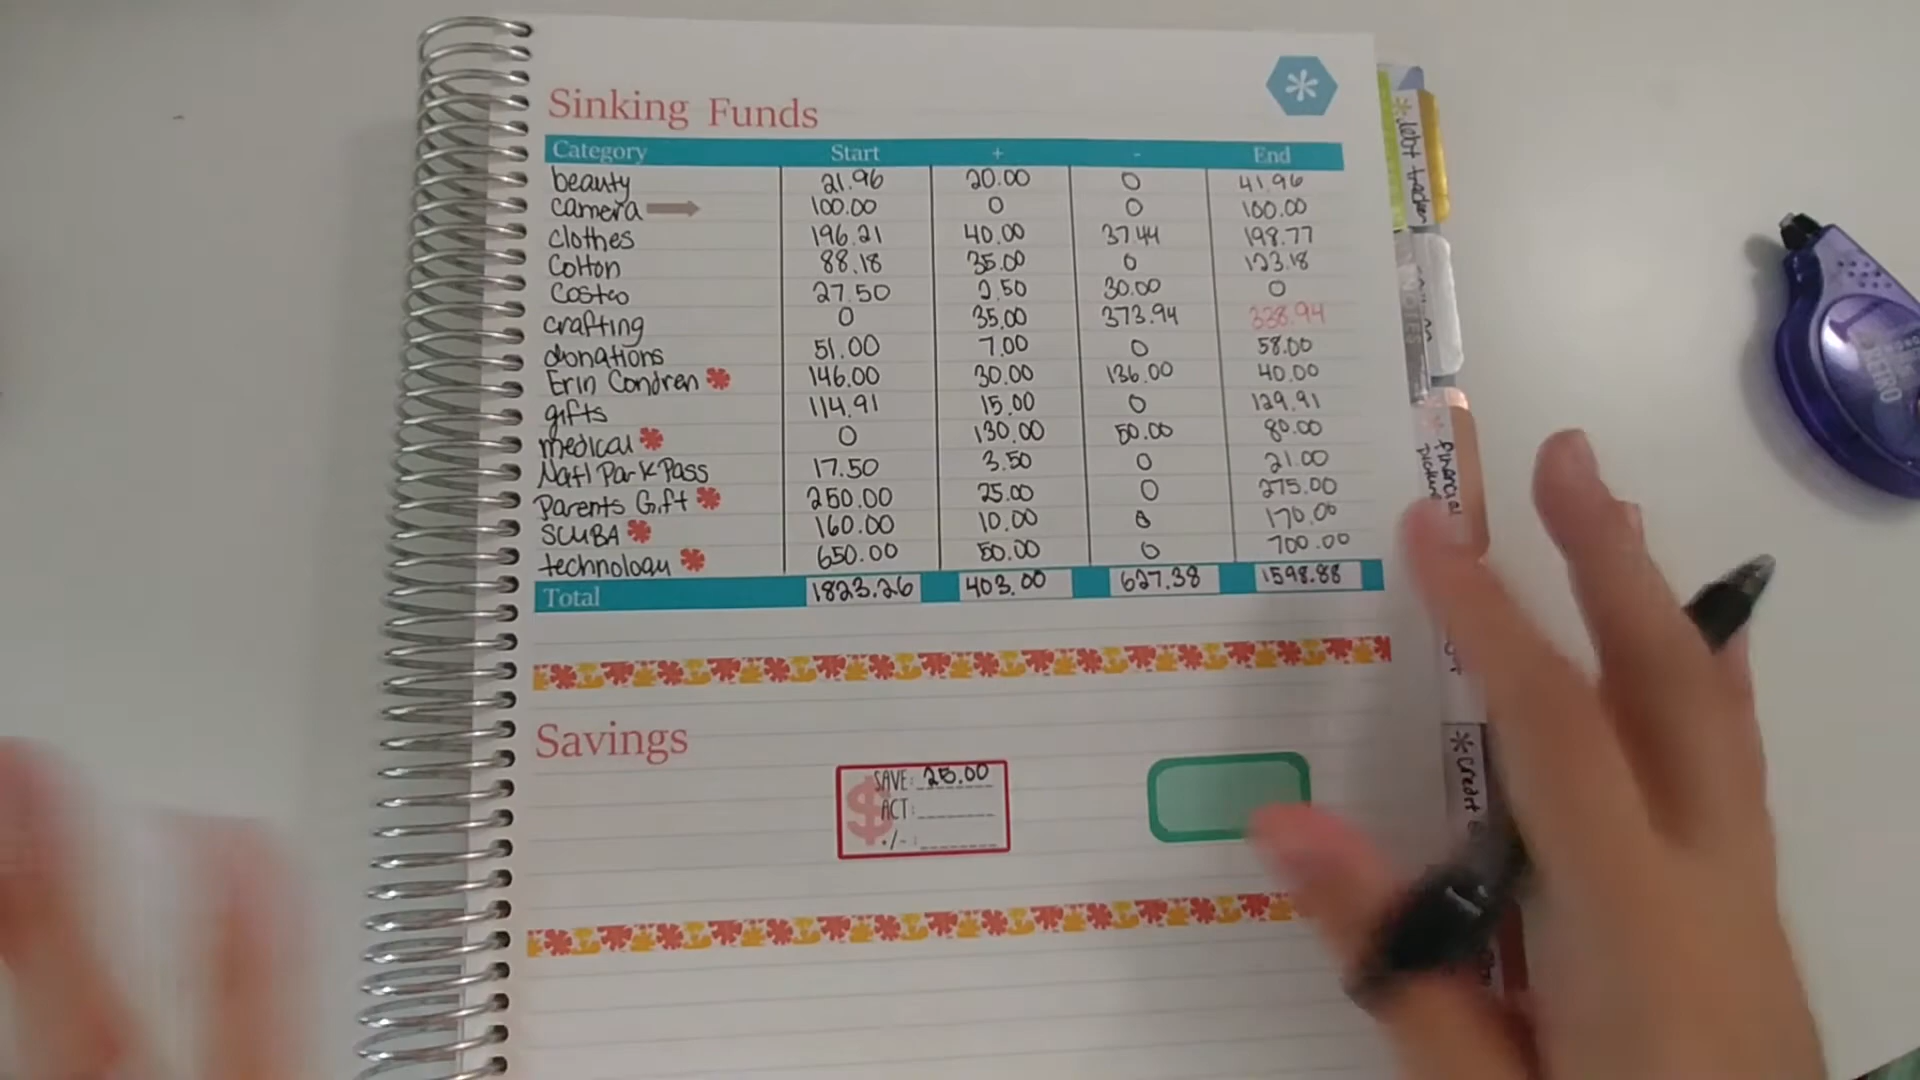 Sinking Funds
Category Start + - End
beauty 21.96 20.00 0 41.96
camera 100.00 0 0 100.00
clothes 196.21 40.00 37.44 198.77
Colton 88.18 35.00 0 123.18
Costco 27.50 2.50 30.00 0
crafting 0 35.00 373.94 338.94
donations 51.00 7.00 0 58.00
Erin Condren 146.00 30.00 136.00 40.00
gifts 114.91 15.00 0 129.91
medical 0 130.00 50.00 80.00
Nat'l Park Pass 17.50 3.50 0 21.00
Parents Gift 250.00 25.00 0 275.00
SCUBA 160.00 10.00 0 170.00
technology 650.00 50.00 0 700.00
Total 1823.26 403.00 627.38 1598.88
Savings
SAVE: 25.00
ACT:
+/- :
*debt tracker
NOTES
financial picture
*credit